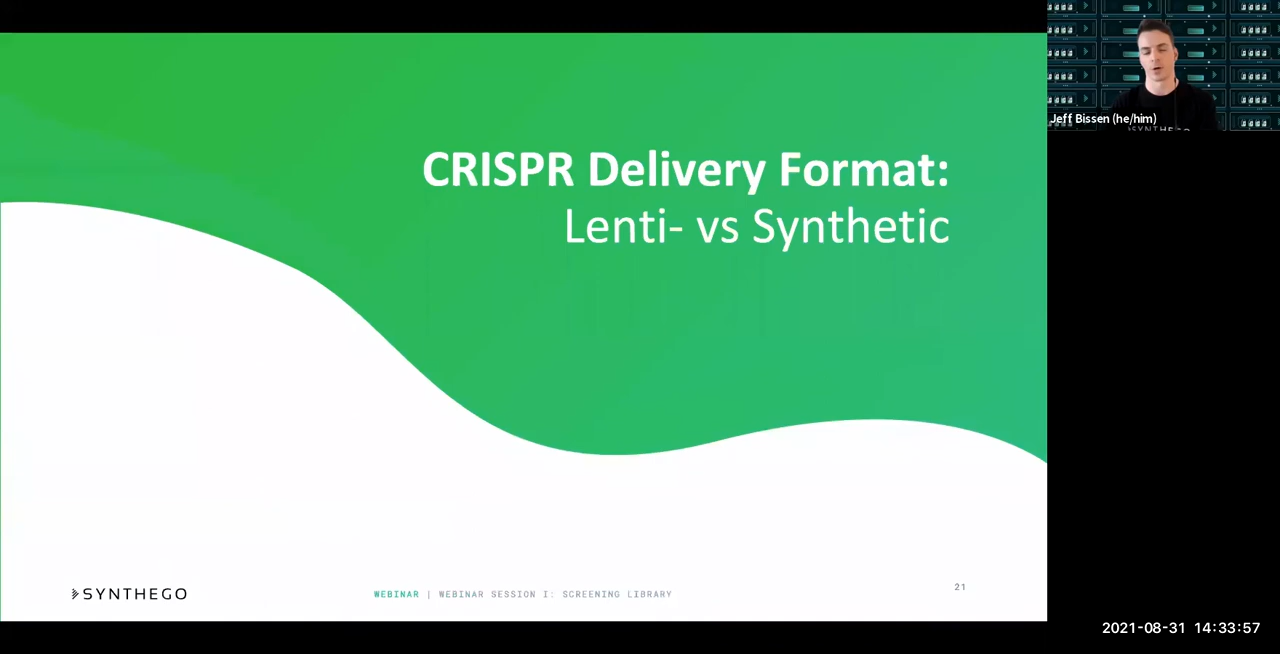 CRISPR Delivery Format:
Lenti- vs Synthetic
Jeff Bissen (he/him)
SYNTHEGO
SYNTHEGO
WEBINAR | WEBINAR SESSION I: SCREENING LIBRARY
21
2021-08-31 14:33:57